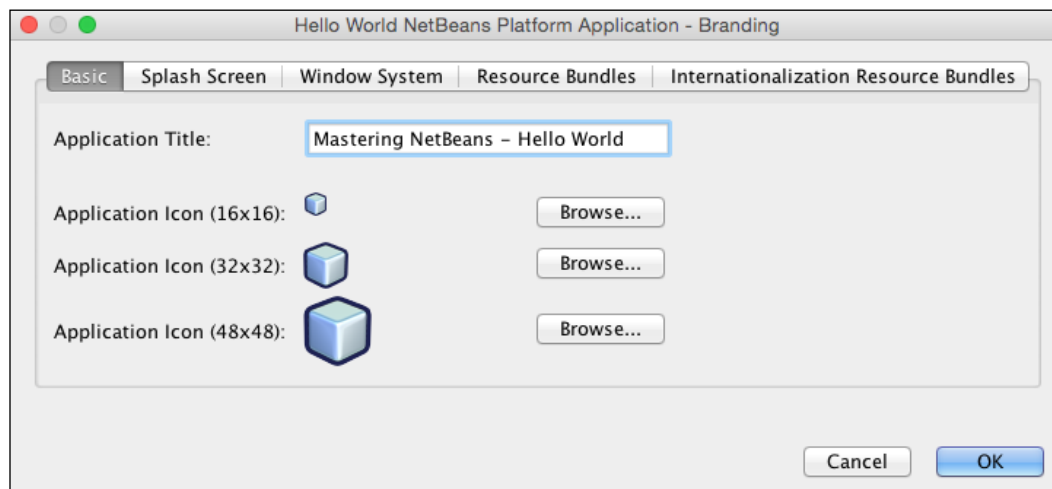 Hello World NetBeans Platform Application - Branding
Basic Splash Screen Window System Resource Bundles Internationalization Resource Bundles
Application Title: Mastering NetBeans – Hello World
Application Icon (16x16): Browse...
Application Icon (32x32): Browse...
Application Icon (48x48): Browse...
Cancel OK